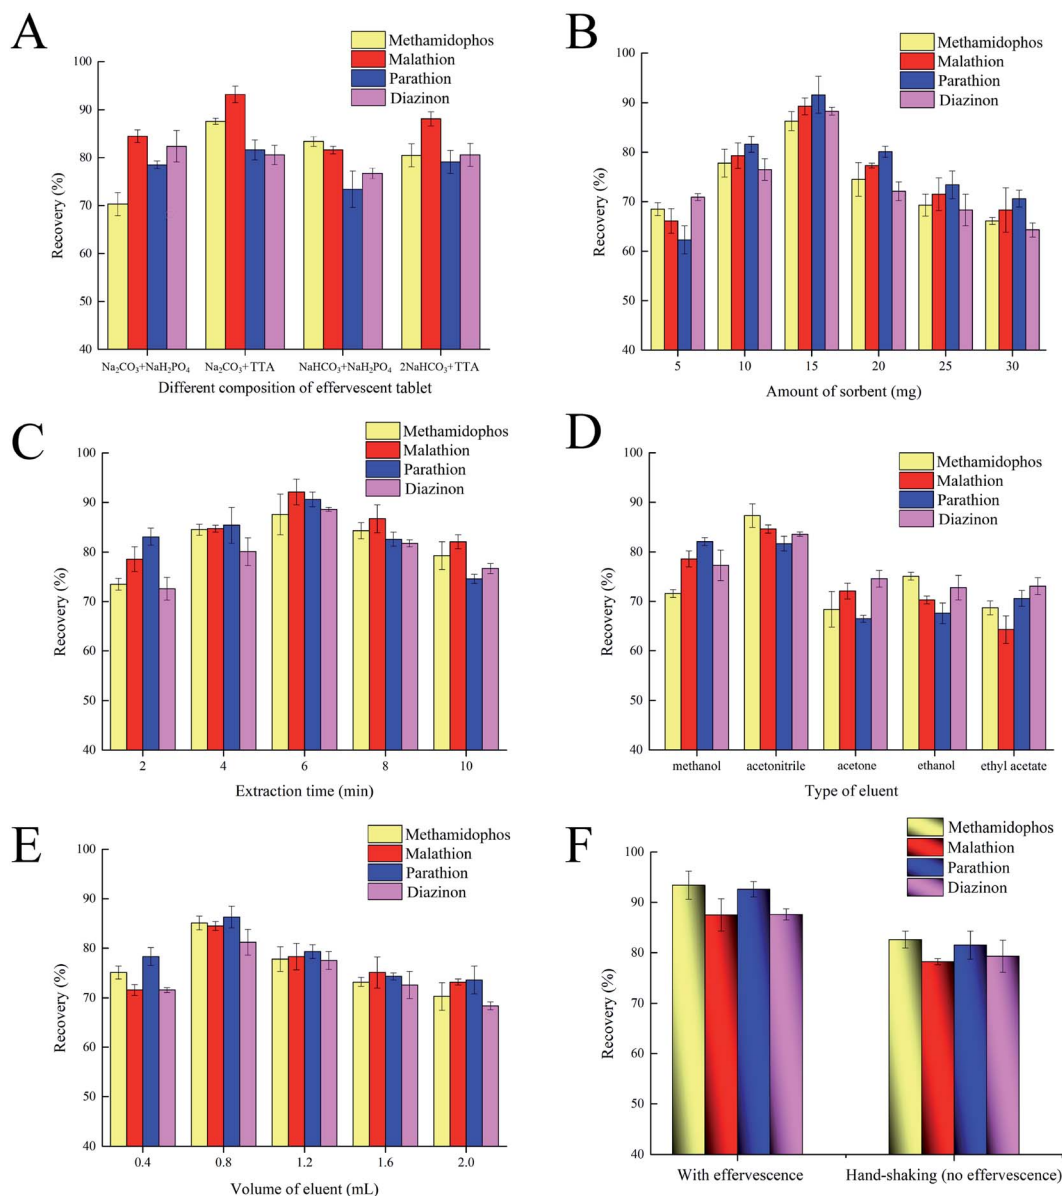 A
Methamidophos
Malathion
Parathion
Diazinon
100
90
80
70
60
50
40
Recovery (%)
Na₂CO₃+NaH₂PO₄ Na₂CO₃+TTA NaHCO₃+NaH₂PO₄ 2NaHCO₃+TTA
Different composition of effervescent tablet
B
Methamidophos
Malathion
Parathion
Diazinon
100
90
80
70
60
50
40
Recovery (%)
5 10 15 20 25 30
Amount of sorbent (mg)
C
Methamidophos
Malathion
Parathion
Diazinon
100
90
80
70
60
50
40
Recovery (%)
2 4 6 8 10
Extraction time (min)
D
Methamidophos
Malathion
Parathion
Diazinon
100
90
80
70
60
50
40
Recovery (%)
methanol acetonitrile acetone ethanol ethyl acetate
Type of eluent
E
Methamidophos
Malathion
Parathion
Diazinon
100
90
80
70
60
50
40
Recovery (%)
0.4 0.8 1.2 1.6 2.0
Volume of eluent (mL)
F
Methamidophos
Malathion
Parathion
Diazinon
100
90
80
70
60
50
40
Recovery (%)
With effervescence Hand-shaking (no effervescence)